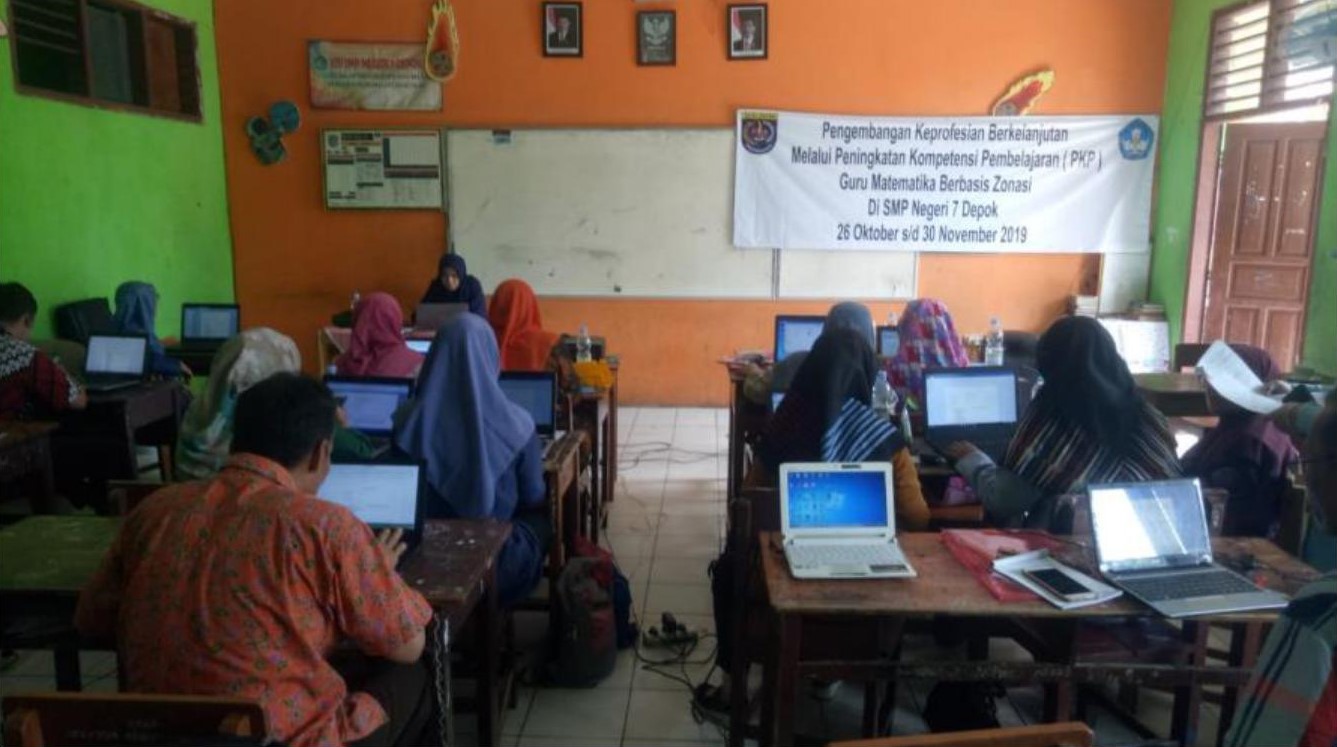 Pengembangan Keprofesian Berkelanjutan
Melalui Peningkatan Kompetensi Pembelajaran ( PKP )
Guru Matematika Berbasis Zonasi
Di SMP Negeri 7 Depok
26 Oktober s/d 30 November 2019